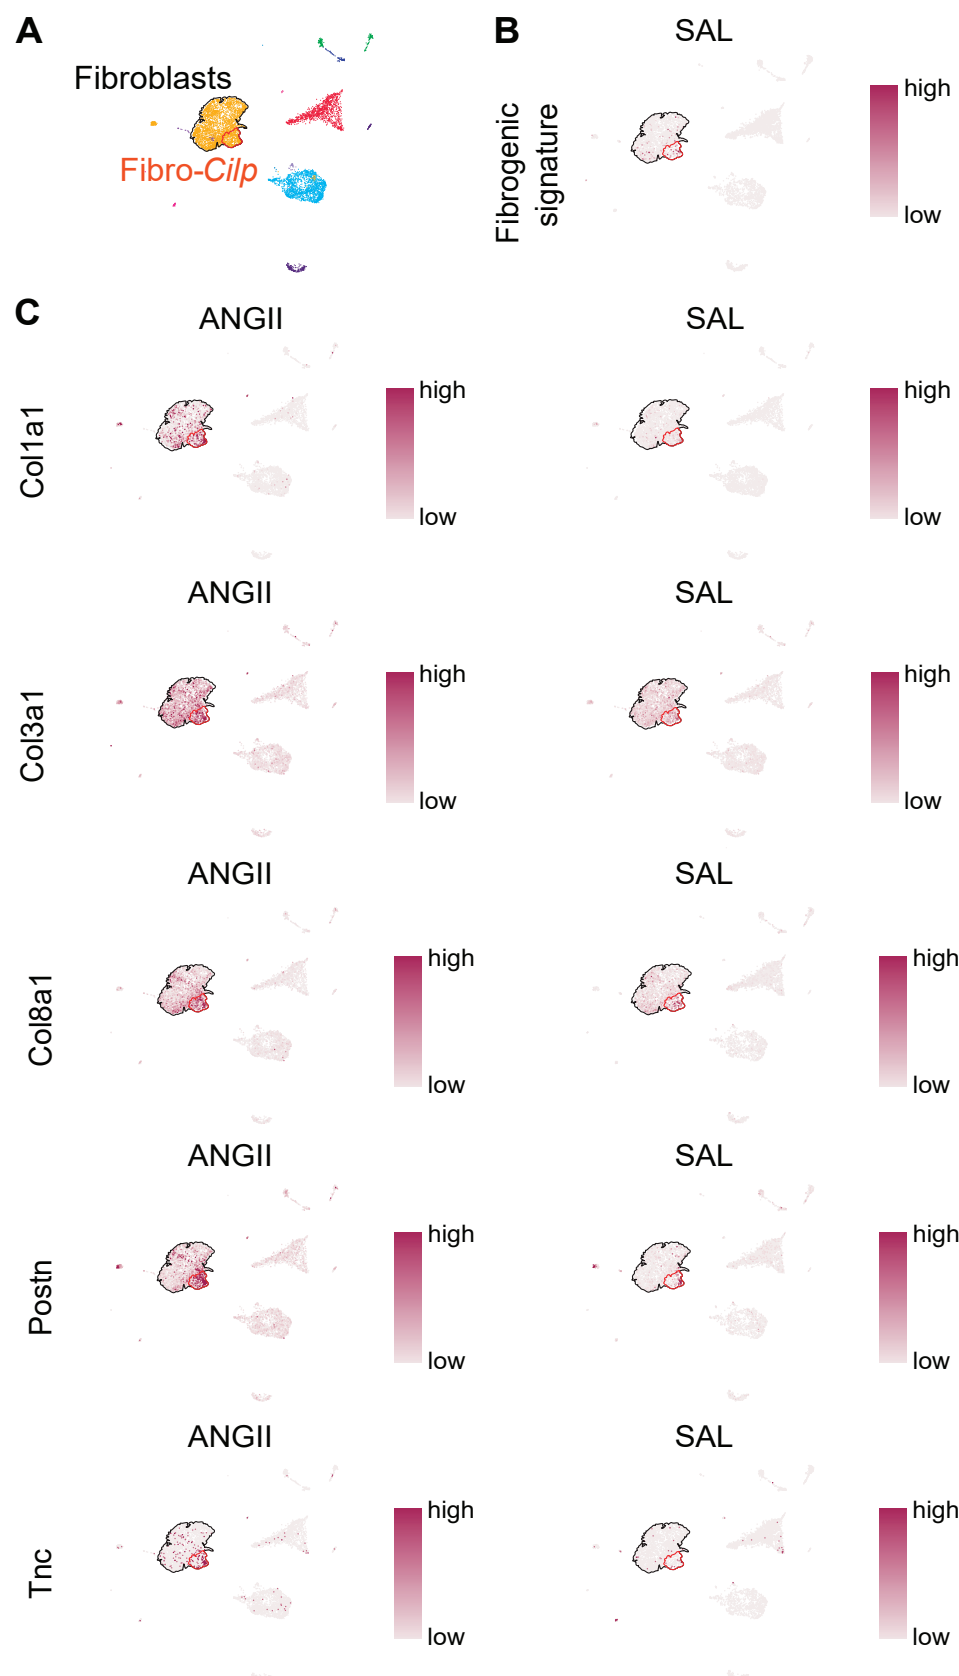 A
Fibroblasts
Fibro-Cilp
B
SAL
Fibrogenic
signature
high
low
C
ANGII
SAL
Col1a1
high
low
high
low
ANGII
SAL
Col3a1
high
low
high
low
ANGII
SAL
Col8a1
high
low
high
low
ANGII
SAL
Postn
high
low
high
low
ANGII
SAL
Tnc
high
low
high
low